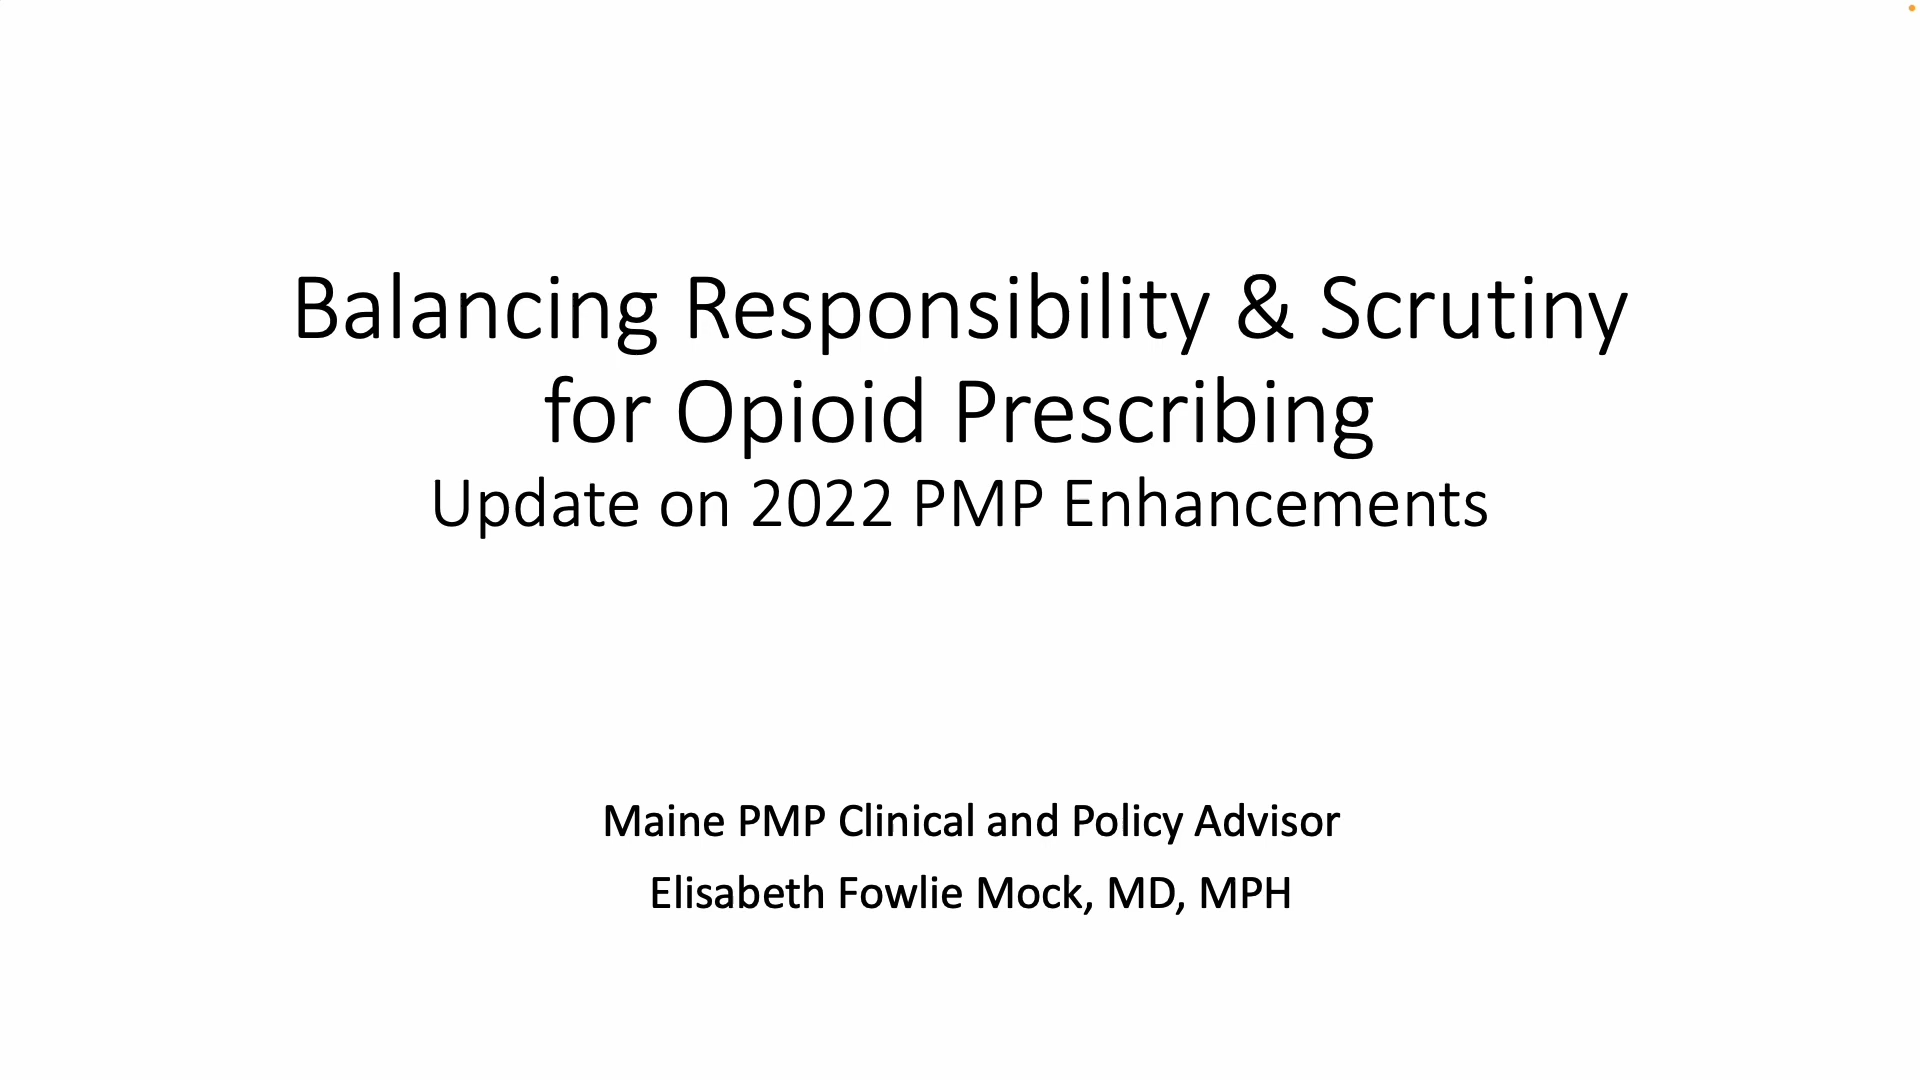 Balancing Responsibility & Scrutiny
for Opioid Prescribing
Update on 2022 PMP Enhancements
Maine PMP Clinical and Policy Advisor
Elisabeth Fowlie Mock, MD, MPH